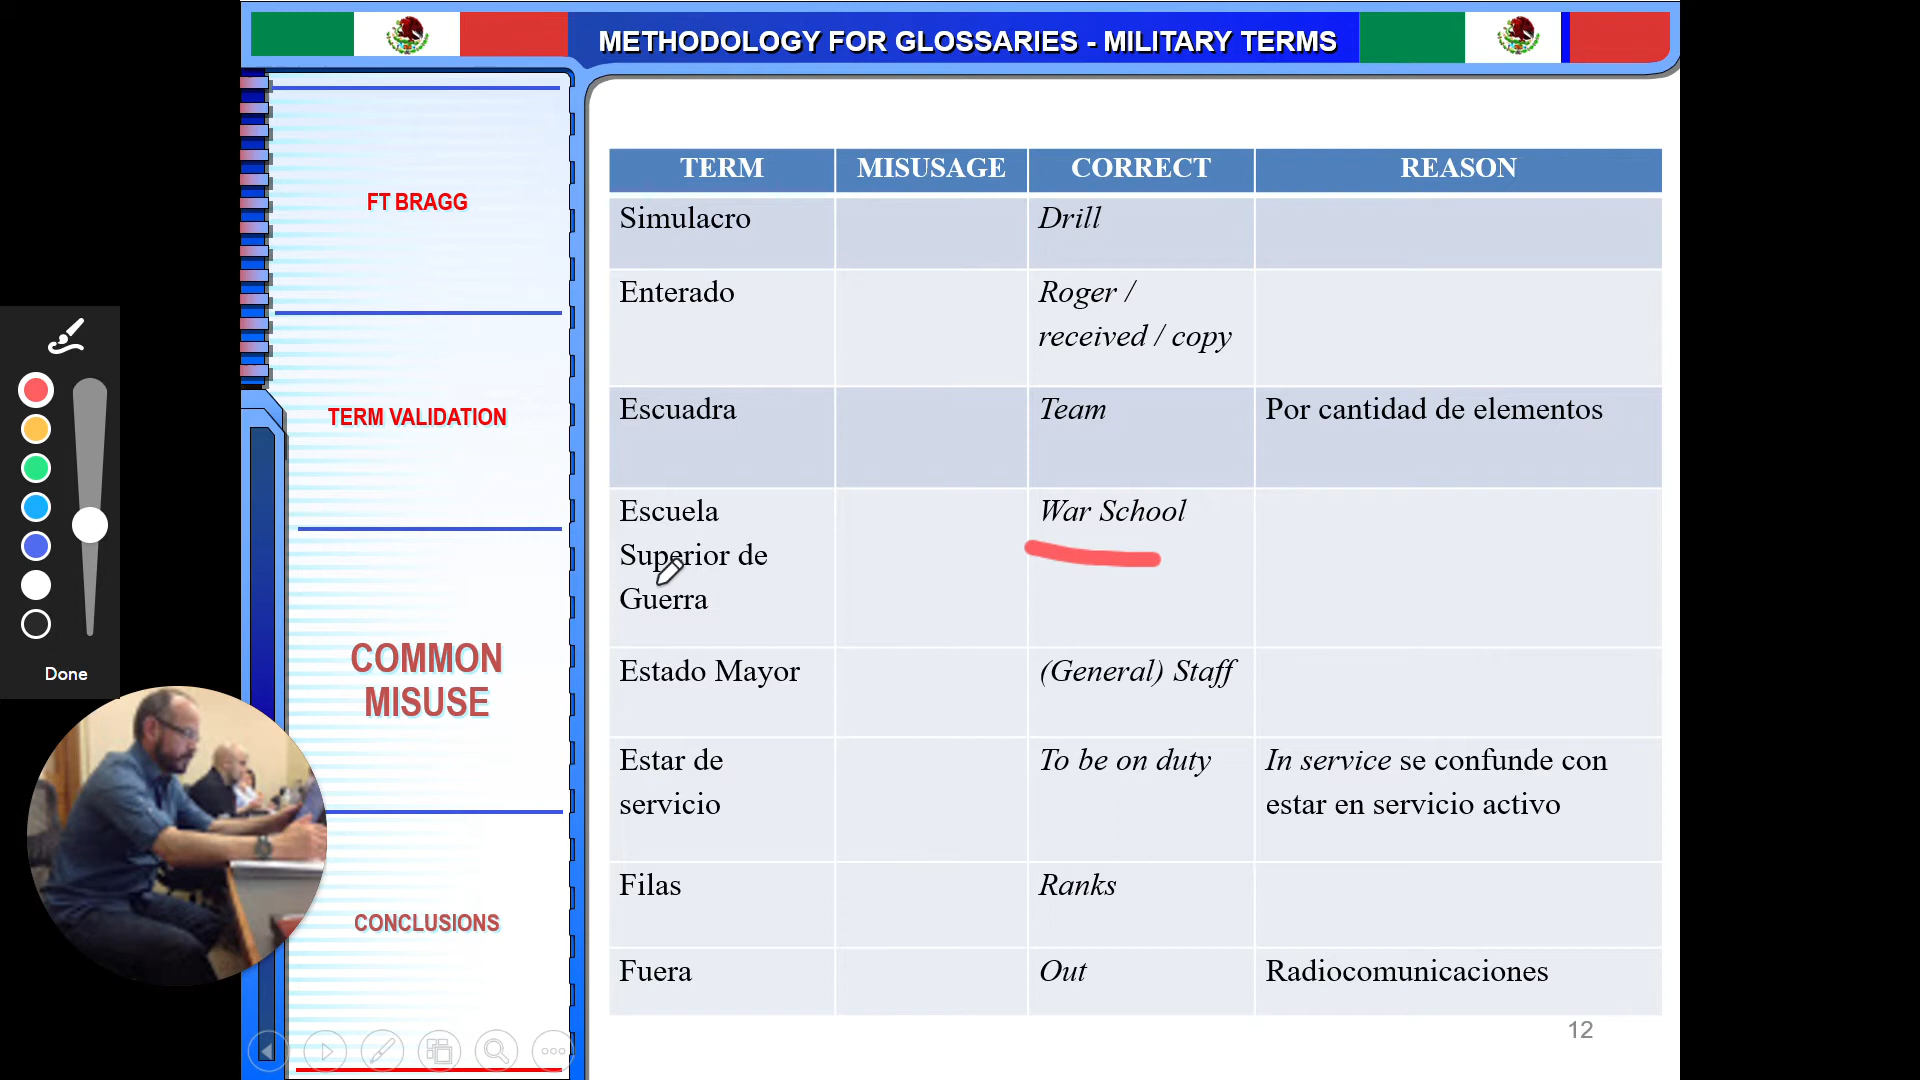 METHODOLOGY FOR GLOSSARIES - MILITARY TERMS
FT BRAGG
TERM VALIDATION
COMMON
MISUSE
CONCLUSIONS
TERM MISUSAGE CORRECT REASON
Simulacro Drill
Enterado Roger /
received / copy
Escuadra Team Por cantidad de elementos
Escuela War School
Superior de
Guerra
Estado Mayor (General) Staff
Estar de To be on duty In service se confunde con
servicio estar en servicio activo
Filas Ranks
Fuera Out Radiocomunicaciones
12
Done